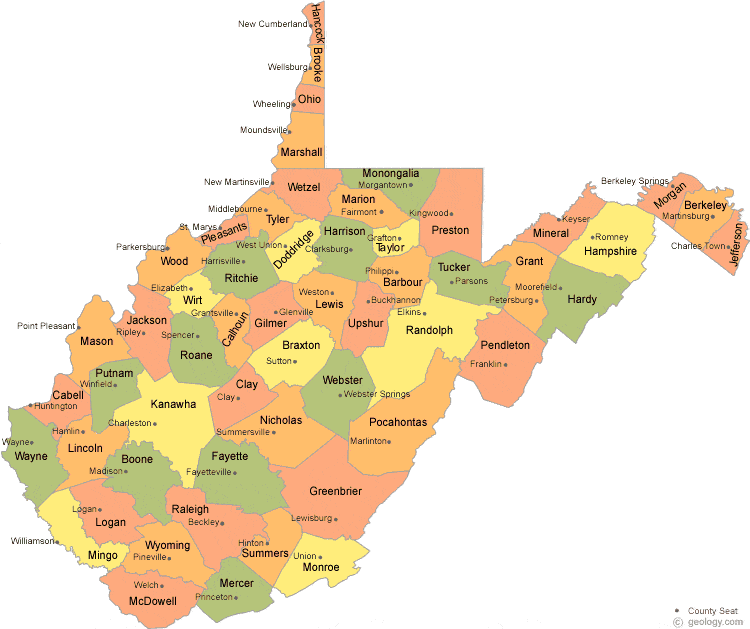 New Cumberland
Hancock
Brooke
Wellsburg
Ohio
Wheeling
Moundsville
Marshall
New Martinsville
Wetzel
Monongalia
Morgantown
Marion
Fairmont
Kingwood
Preston
Middlebourne
Tyler
St. Marys
Pleasants
West Union
Doddridge
Harrison
Clarksburg
Grafton
Taylor
Parkersburg
Wood
Harrisville
Ritchie
Philippi
Barbour
Tucker
Parsons
Berkeley Springs
Morgan
Berkeley
Martinsburg
Charles Town
Jefferson
Keyser
Mineral
Romney
Hampshire
Grant
Moorefield
Petersburg
Hardy
Elizabeth
Wirt
Grantsville
Calhoun
Glenville
Gilmer
Weston
Lewis
Buckhannon
Upshur
Elkins
Randolph
Pendleton
Franklin
Point Pleasant
Mason
Jackson
Ripley
Spencer
Roane
Braxton
Sutton
Webster
Webster Springs
Putnam
Winfield
Cabell
Huntington
Kanawha
Charleston
Clay
Clay
Nicholas
Summersville
Pocahontas
Marlinton
Hamlin
Lincoln
Wayne
Wayne
Boone
Madison
Fayette
Fayetteville
Greenbrier
Lewisburg
Logan
Logan
Raleigh
Beckley
Williamson
Mingo
Wyoming
Pineville
Hinton
Summers
Union
Monroe
Welch
McDowell
Mercer
Princeton
County Seat
© geology.com